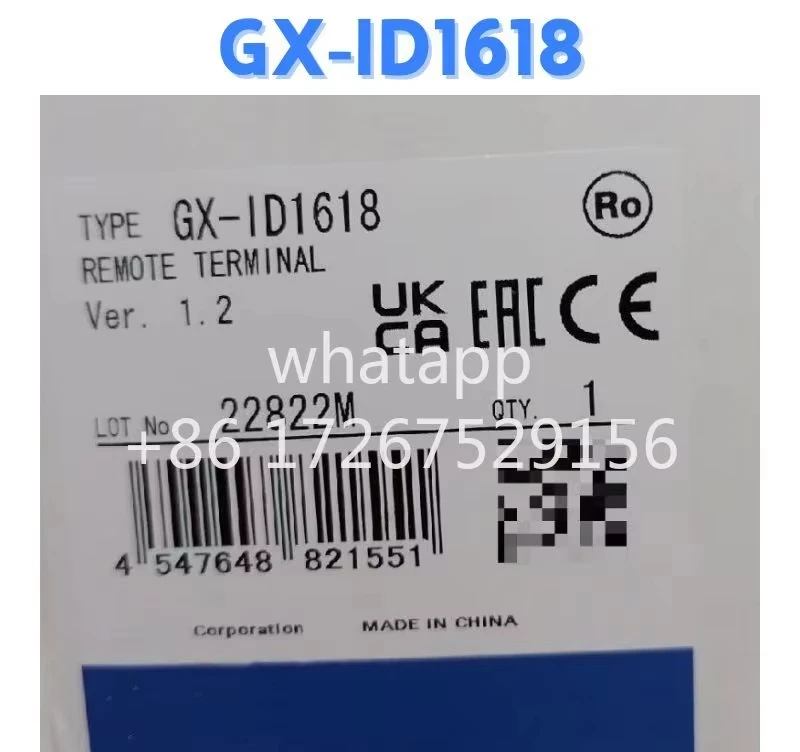 GX-ID1618
TYPE GX-ID1618
Ro
REMOTE TERMINAL
Ver. 1.2
UK
CA EAC CE
whatapp
LOT No. 22822M QTY. 1
+86 17267529156
4 547648 821551
Corporation MADE IN CHINA